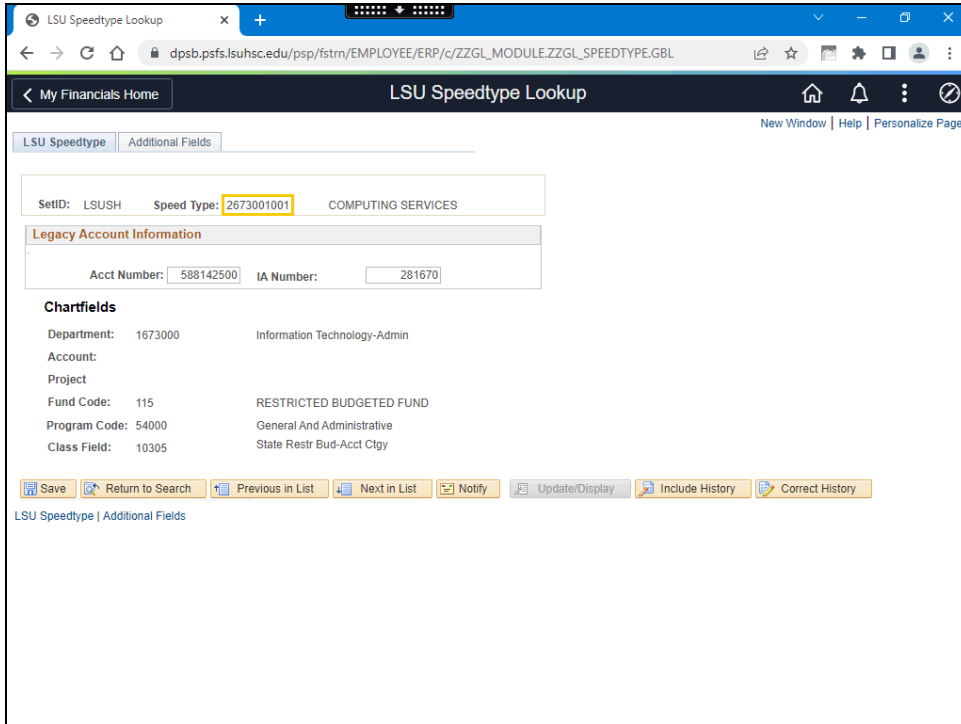 LSU Speedtype Lookup
dpsb.psfs.lsuhsc.edu/psp/fstrn/EMPLOYEE/ERP/c/ZZGL_MODULE.ZZGL_SPEEDTYPE.GBL
My Financials Home LSU Speedtype Lookup
New Window | Help | Personalize Page
LSU Speedtype Additional Fields
SetID: LSUSH Speed Type: 2673001001 COMPUTING SERVICES
Legacy Account Information
Acct Number: 588142500 IA Number: 281670
Chartfields
Department: 1673000 Information Technology-Admin
Account:
Project
Fund Code: 115 RESTRICTED BUDGETED FUND
Program Code: 54000 General And Administrative
Class Field: 10305 State Restr Bud-Acct Ctgy
Save Return to Search Previous in List Next in List Notify Update/Display Include History Correct History
LSU Speedtype | Additional Fields